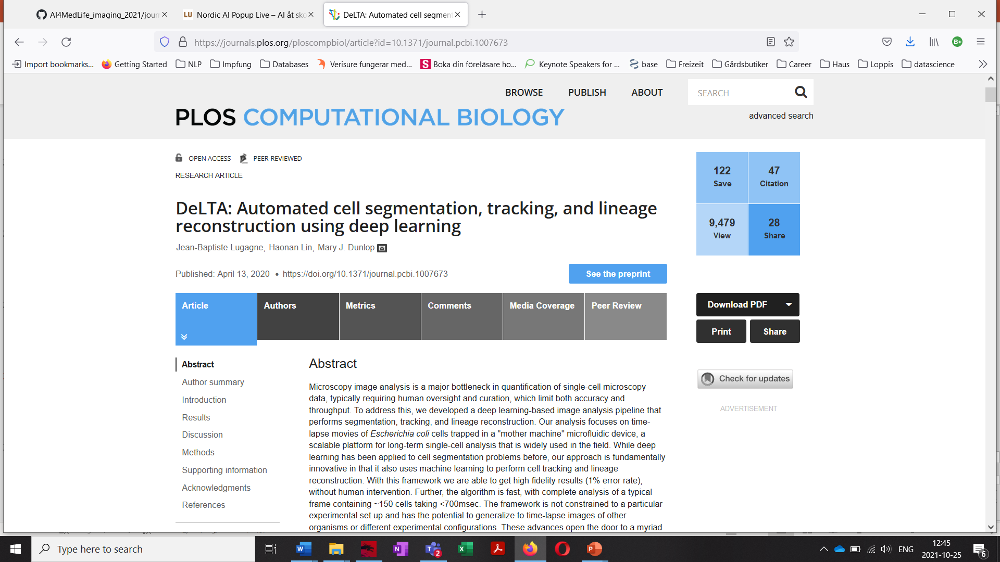 AI4MedLife_imaging_2021/jour
Nordic AI Popup Live – AI åt sko
DeLTA: Automated cell segment
https://journals.plos.org/ploscompbiol/article?id=10.1371/journal.pcbi.1007673
Import bookmarks...
Getting Started
NLP
Impfung
Databases
Verisure fungerar med...
Boka din föreläsare ho...
Keynote Speakers for ...
base
Freizeit
Gårdsbutiker
Career
Haus
Loppis
datascience
BROWSE PUBLISH ABOUT
SEARCH
PLOS COMPUTATIONAL BIOLOGY
advanced search
OPEN ACCESS PEER-REVIEWED
RESEARCH ARTICLE
DeLTA: Automated cell segmentation, tracking, and lineage
reconstruction using deep learning
Jean-Baptiste Lugagne, Haonan Lin, Mary J. Dunlop
Published: April 13, 2020 • https://doi.org/10.1371/journal.pcbi.1007673
See the preprint
122
Save
47
Citation
9,479
View
28
Share
Article
Authors
Metrics
Comments
Media Coverage
Peer Review
Download PDF
Print
Share
Check for updates
ADVERTISEMENT
Abstract
Author summary
Introduction
Results
Discussion
Methods
Supporting information
Acknowledgments
References
Abstract
Microscopy image analysis is a major bottleneck in quantification of single-cell microscopy
data, typically requiring human oversight and curation, which limit both accuracy and
throughput. To address this, we developed a deep learning-based image analysis pipeline that
performs segmentation, tracking, and lineage reconstruction. Our analysis focuses on time-
lapse movies of Escherichia coli cells trapped in a "mother machine" microfluidic device, a
scalable platform for long-term single-cell analysis that is widely used in the field. While deep
learning has been applied to cell segmentation problems before, our approach is fundamentally
innovative in that it also uses machine learning to perform cell tracking and lineage
reconstruction. With this framework we are able to get high fidelity results (1% error rate),
without human intervention. Further, the algorithm is fast, with complete analysis of a typical
frame containing ~150 cells taking <700msec. The framework is not constrained to a particular
experimental set up and has the potential to generalize to time-lapse images of other
organisms or different experimental configurations. These advances open the door to a myriad
Type here to search
2
ENG
12:45
2021-10-25
6